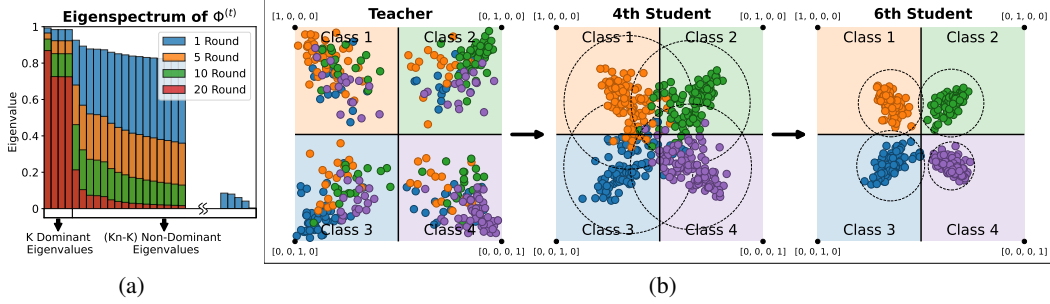 Eigenspectrum of Φ(t)
1
0.8
0.6
0.4
0.2
0
Eigenvalue
1 Round
5 Round
10 Round
20 Round
K Dominant
Eigenvalues
(Kn-K) Non-Dominant
Eigenvalues
(a)
Teacher
[1, 0, 0, 0]
[0, 1, 0, 0]
Class 1
Class 2
Class 3
Class 4
[0, 0, 1, 0]
[0, 0, 0, 1]
4th Student
[1, 0, 0, 0]
[0, 1, 0, 0]
Class 1
Class 2
Class 3
Class 4
[0, 0, 1, 0]
[0, 0, 0, 1]
6th Student
[1, 0, 0, 0]
[0, 1, 0, 0]
Class 1
Class 2
Class 3
Class 4
[0, 0, 1, 0]
[0, 0, 0, 1]
(b)